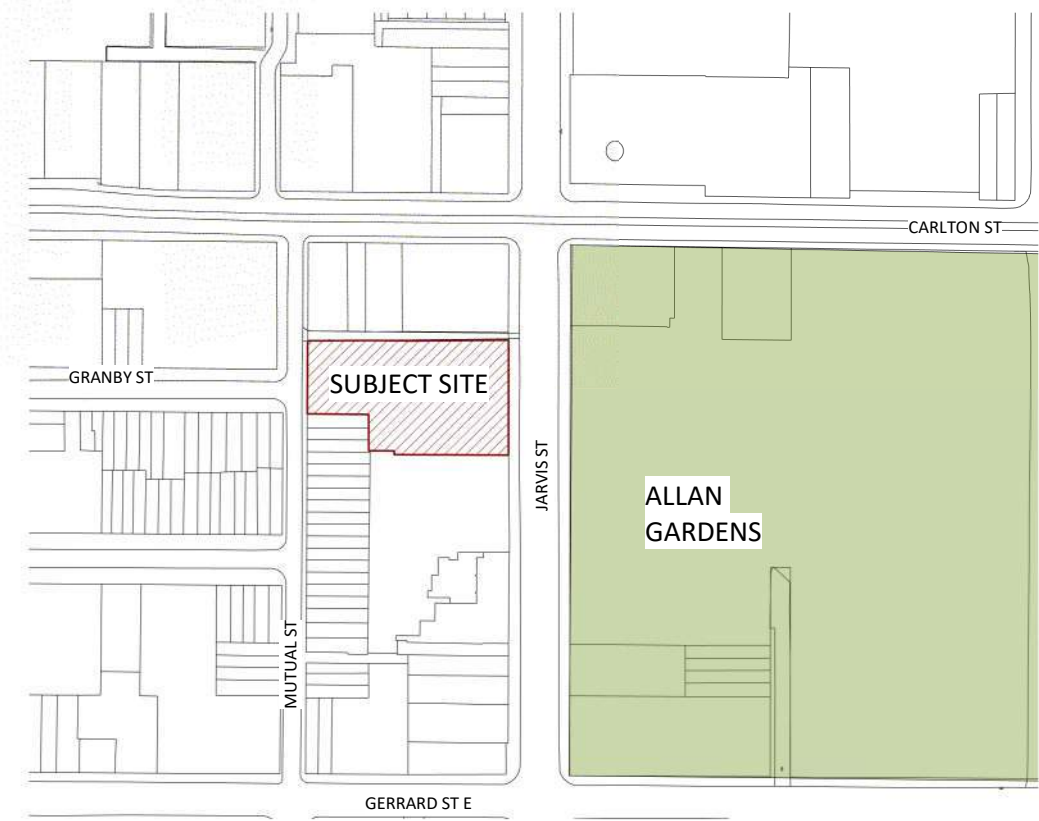 CARLTON ST
GRANBY ST
SUBJECT SITE
JARVIS ST
ALLAN
GARDENS
MUTUAL ST
GERRARD ST E